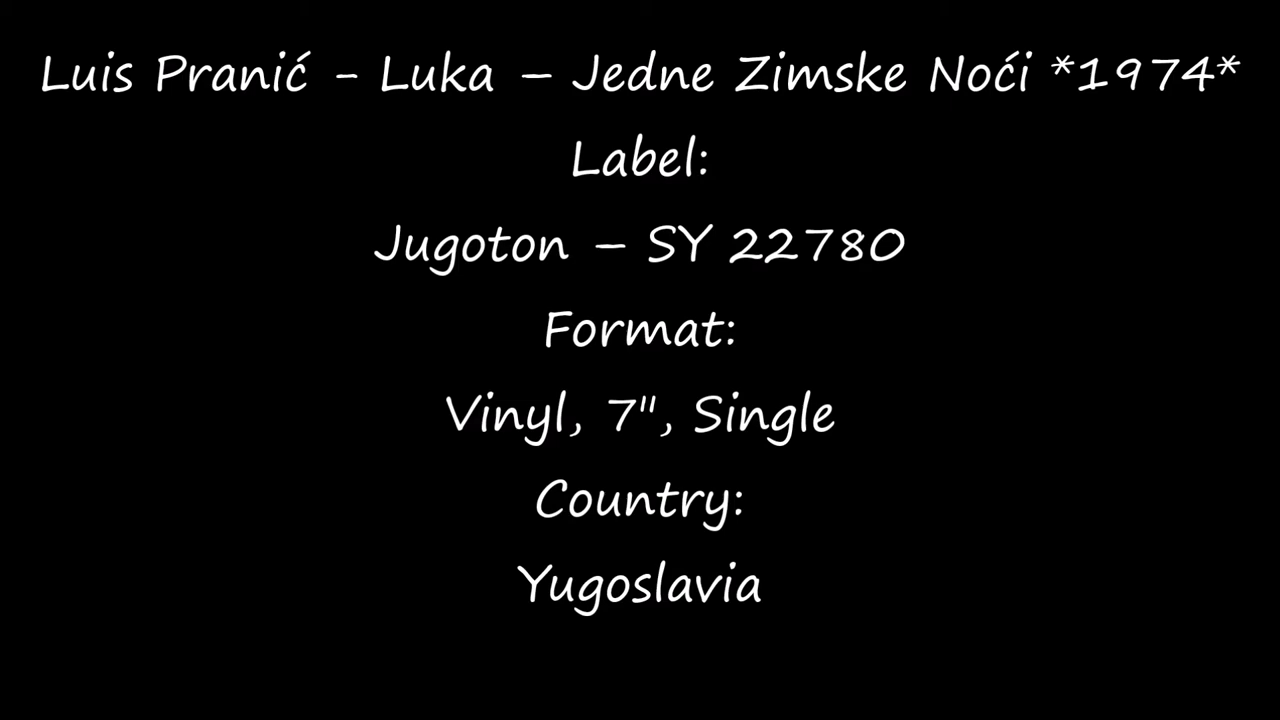 Luis Pranić - Luka – Jedne Zimske Noći *1974*
Label:
Jugoton – SY 22780
Format:
Vinyl, 7", Single
Country:
Yugoslavia